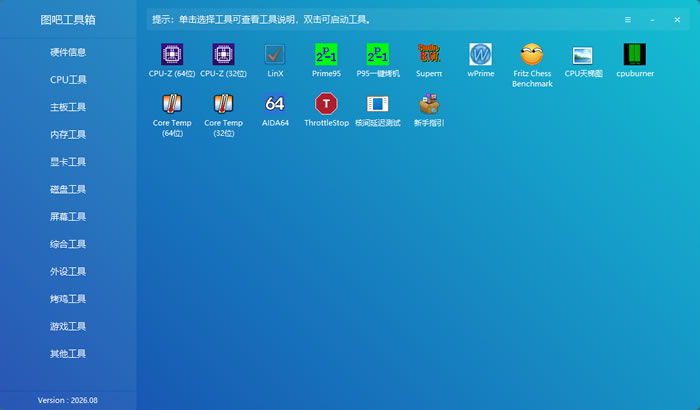 图吧工具箱
提示：单击选择工具可查看工具说明，双击可启动工具。
硬件信息
CPU工具
主板工具
内存工具
显卡工具
磁盘工具
屏幕工具
综合工具
外设工具
烤鸡工具
游戏工具
其他工具
Version : 2026.08
CPU-Z (64位)
CPU-Z (32位)
LinX
Prime95
P95一键烤机
Superπ
wPrime
Fritz Chess
Benchmark
CPU天梯图
cpuburner
Core Temp
(64位)
Core Temp
(32位)
64
AIDA64
T
ThrottleStop
核间延迟测试
新手指引